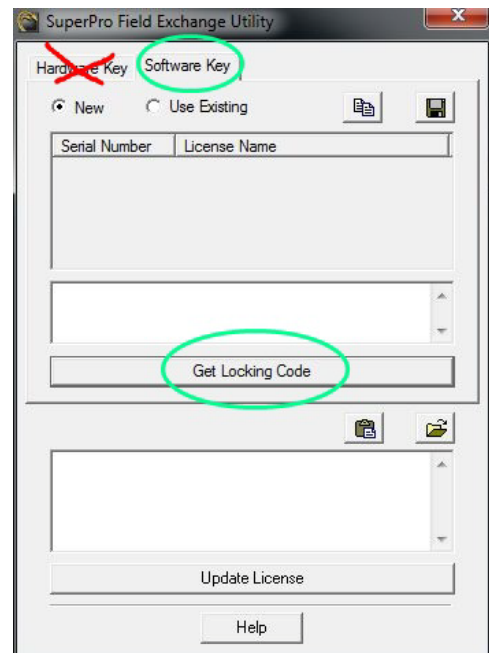 SuperPro Field Exchange Utility
Hardware Key Software Key
New Use Existing
Serial Number License Name
Get Locking Code
Update License
Help